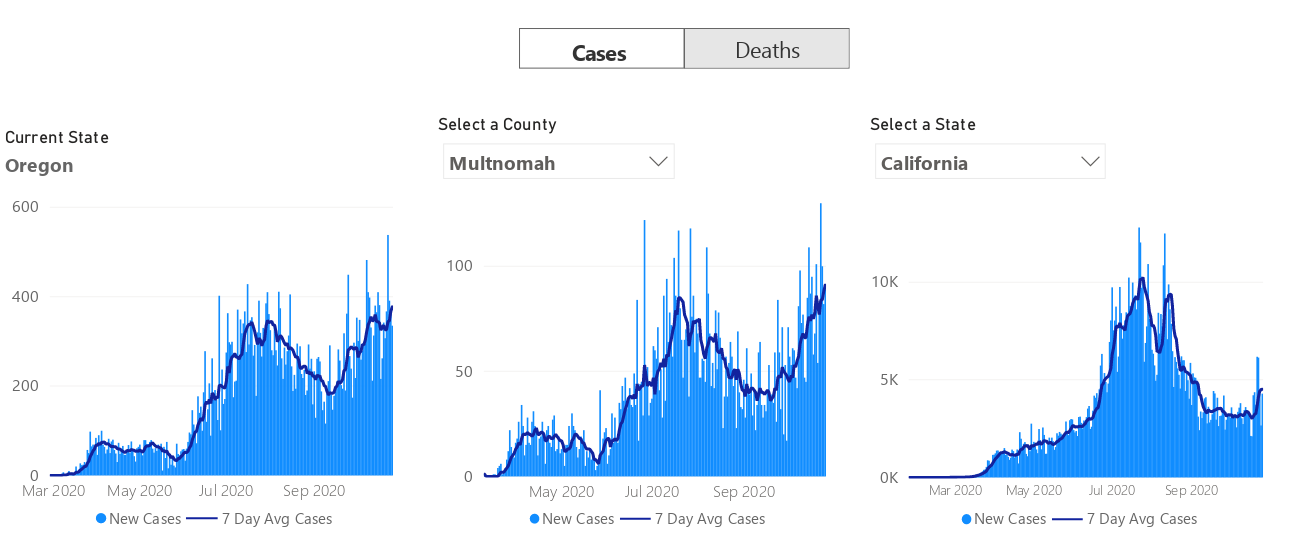 Cases Deaths
Current State
Oregon
Select a County
Multnomah
Select a State
California
600
400
200
0
Mar 2020 May 2020 Jul 2020 Sep 2020
New Cases 7 Day Avg Cases
100
50
0
May 2020 Jul 2020 Sep 2020
New Cases 7 Day Avg Cases
10K
5K
0K
Mar 2020 May 2020 Jul 2020 Sep 2020
New Cases 7 Day Avg Cases